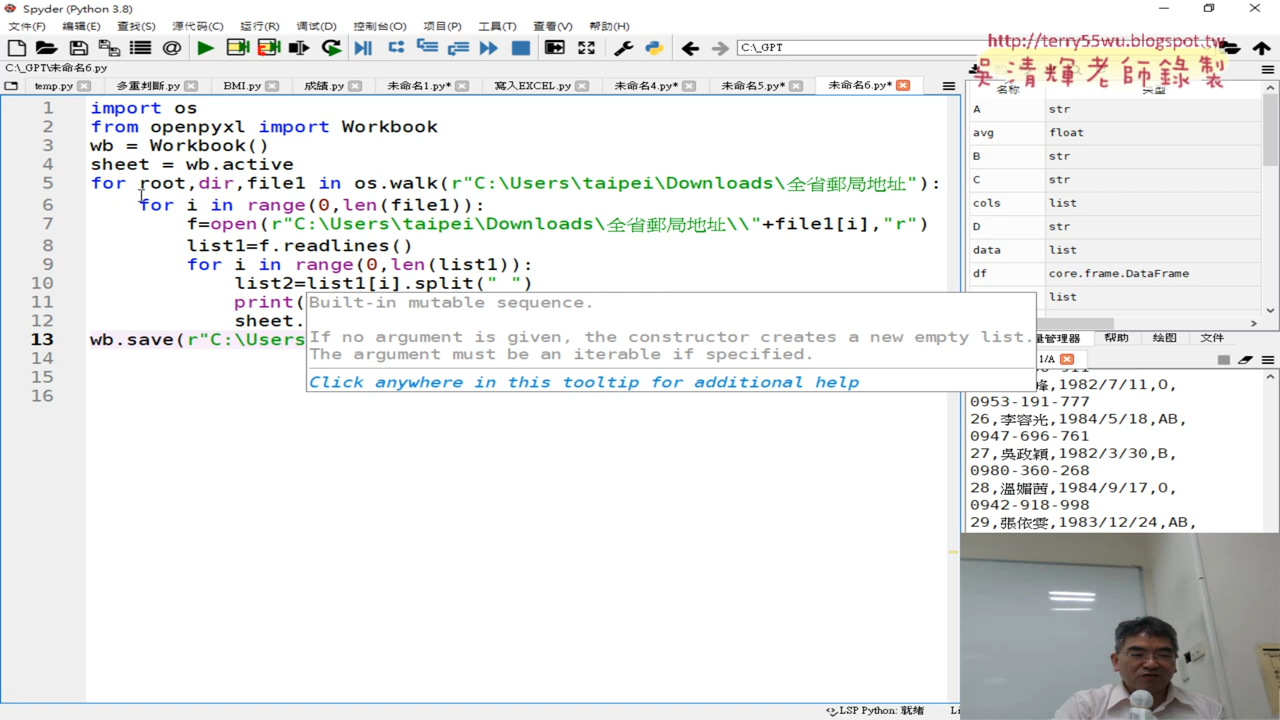 Spyder (Python 3.8)
文件(F) 编辑(E) 查找(S) 源代码(C) 运行(R) 调试(D) 控制台(O) 项目(P) 工具(T) 查看(V) 帮助(H)
C:\_GPT
http://terry55wu.blogspot.tw
吳清輝老師錄製
C:\_GPT\未命名6.py
temp.py 多重判斷.py BMI.py 成績.py 未命名1.py* 寫入EXCEL.py 未命名4.py* 未命名5.py* 未命名6.py*
1 import os
2 from openpyxl import Workbook
3 wb = Workbook()
4 sheet = wb.active
5 for root,dir,file1 in os.walk(r"C:\Users\taipei\Downloads\全省郵局地址"):
6 for i in range(0,len(file1)):
7 f=open(r"C:\Users\taipei\Downloads\全省郵局地址\\"+file1[i],"r")
8 list1=f.readlines()
9 for i in range(0,len(list1)):
10 list2=list1[i].split(" ")
11 print(
12 sheet.
13 wb.save(r"C:\Users
14
15
16
Built-in mutable sequence.
If no argument is given, the constructor creates a new empty list.
The argument must be an iterable if specified.
Click anywhere in this tooltip for additional help
名称 类型
A str
avg float
B str
C str
cols list
D str
data list
df core.frame.DataFrame
list
量管理器 帮助 绘图 文件
1/A
,1982/7/11,O,
0953-191-777
26,李容光,1984/5/18,AB,
0947-696-761
27,吳政穎,1982/3/30,B,
0980-360-268
28,溫媚茜,1984/9/17,O,
0942-918-998
29,張依雯,1983/12/24,AB,
LSP Python: 就绪